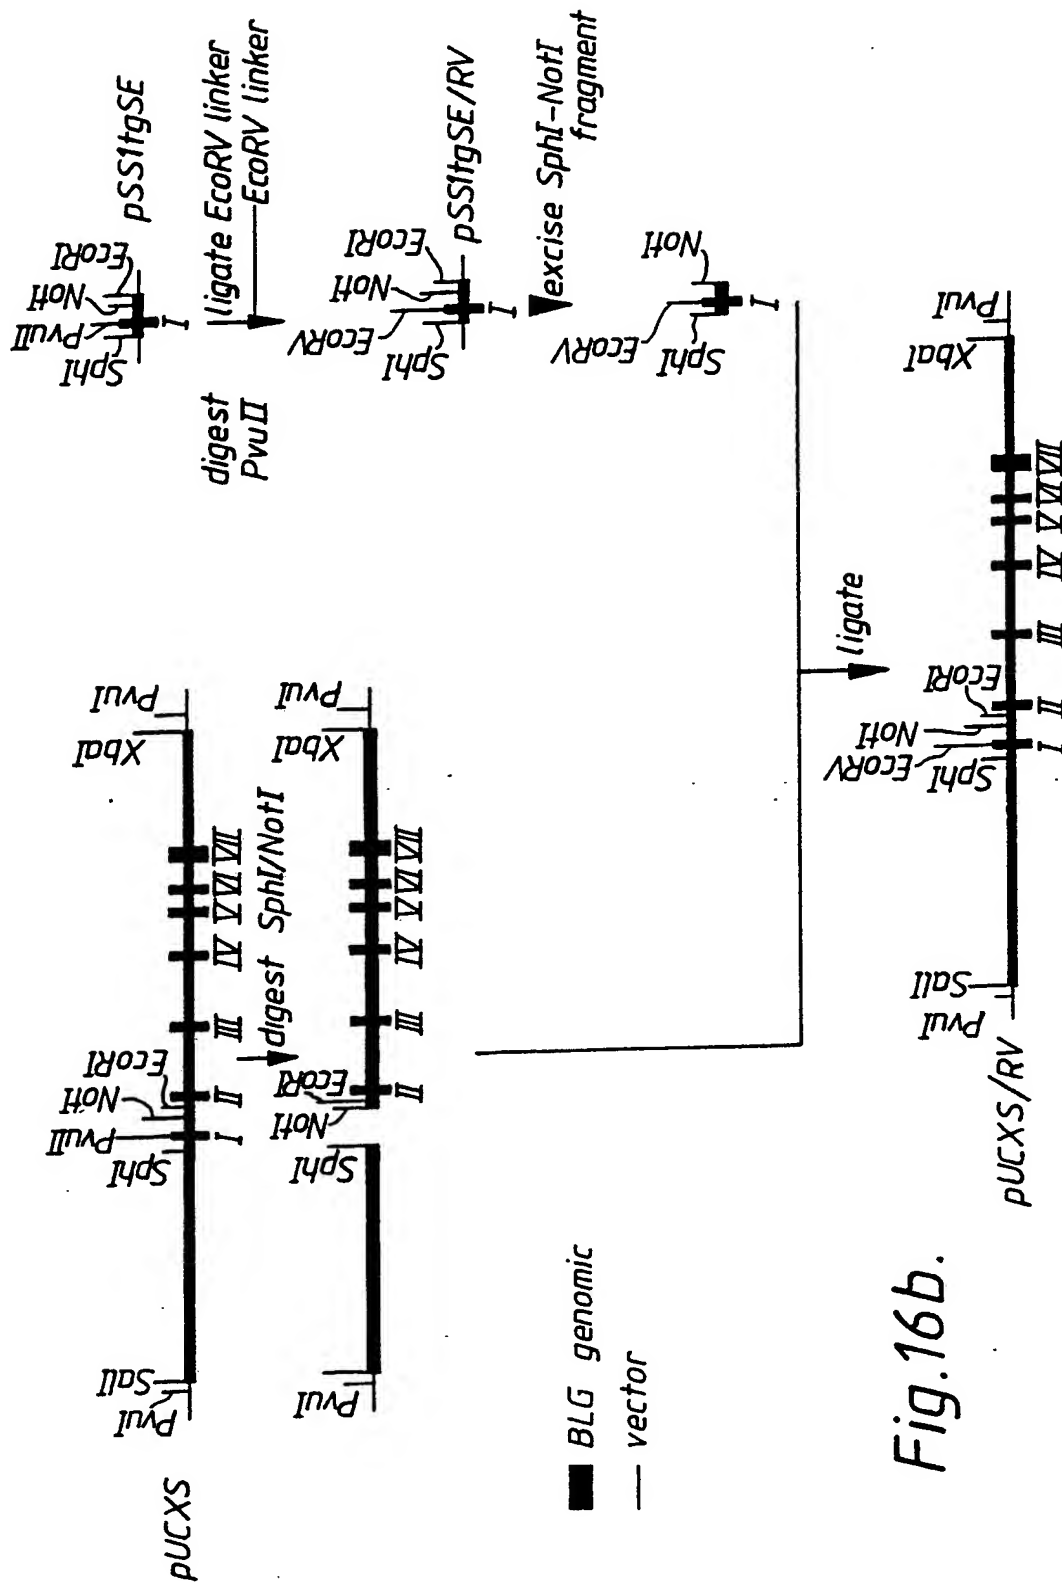 pUCXS
PvuI
SalI
SphI
PvuII
NotI
EcoRI
XbaI
PvuI
I II III IV V VI VII
digest SphI/NotI
PvuI
SphI
NotI
EcoRI
XbaI
PvuI
II III IV V VI VII
SphI
PvuII
NotI
EcoRI
pSS1tgSE
I
digest
PvuII
ligate EcoRV linker
EcoRV linker
SphI
EcoRV
NotI
EcoRI
pSS1tgSE/RV
I
excise SphI-NotI
fragment
SphI
EcoRV
NotI
I
ligate
BLG genomic
vector
pUCXS/RV
PvuI
SalI
SphI
EcoRV
NotI
EcoRI
XbaI
PvuI
I II III IV V VI VII
Fig.16b.